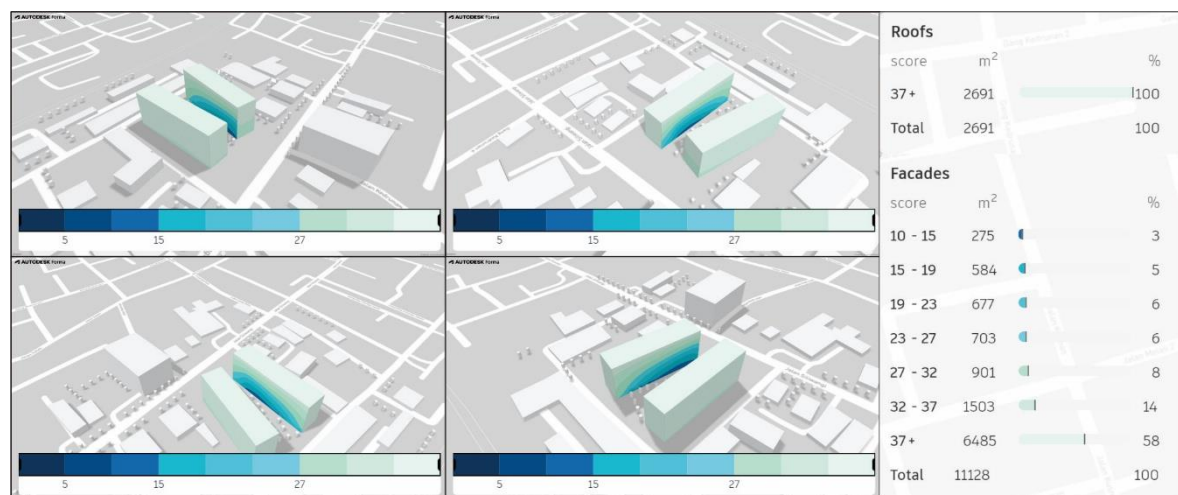 AUTODESK Forma
AUTODESK Forma
5 15 27
5 15 27
AUTODESK Forma
AUTODESK Forma
5 15 27
5 15 27
Roofs
score m² %
37+ 2691 100
Total 2691 100
Facades
score m² %
10 - 15 275 3
15 - 19 584 5
19 - 23 677 6
23 - 27 703 6
27 - 32 901 8
32 - 37 1503 14
37+ 6485 58
Total 11128 100